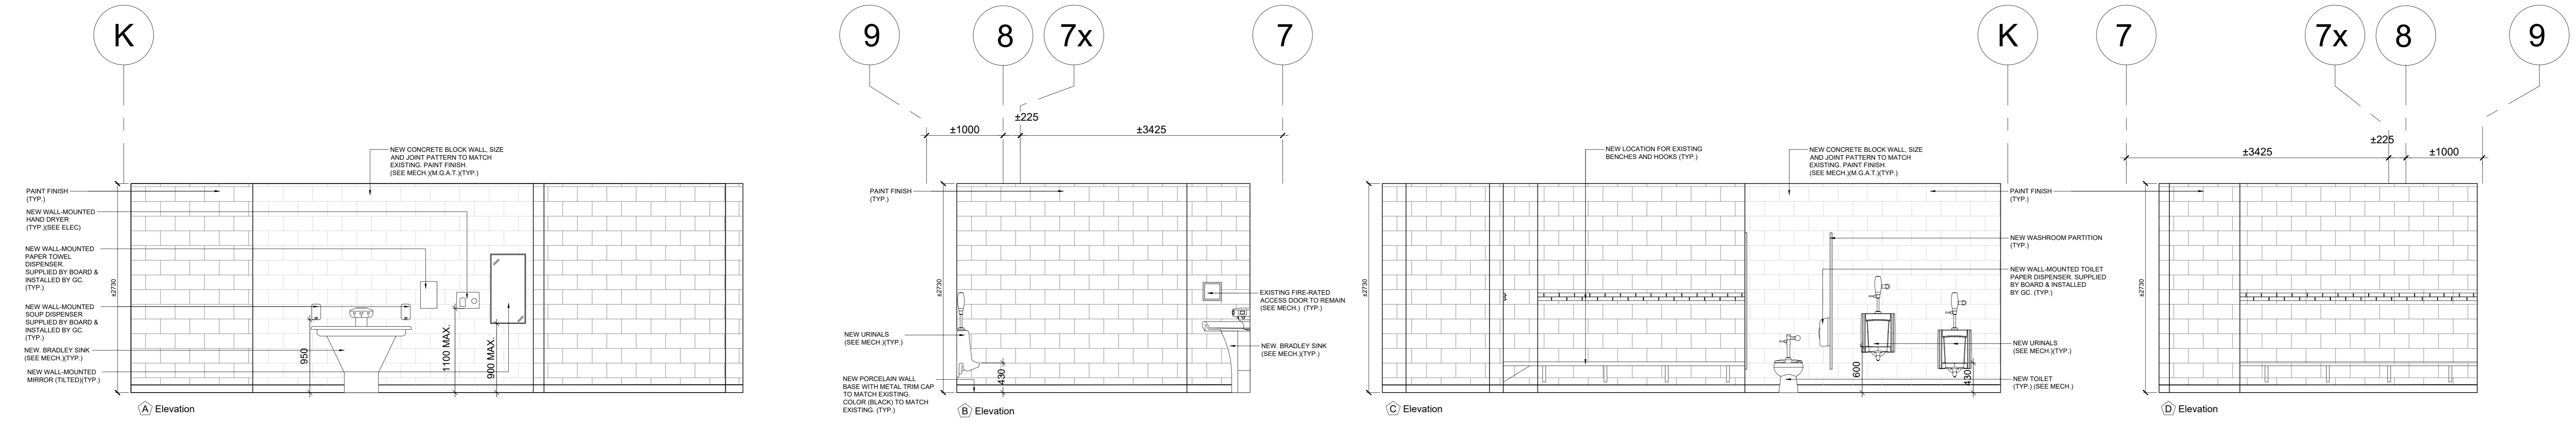 K
9
8
7x
7
K
7
7x
8
9
±1000
±225
±3425
±3425
±225
±1000
NEW CONCRETE BLOCK WALL, SIZE
AND JOINT PATTERN TO MATCH
EXISTING. PAINT FINISH.
(SEE MECH.)(M.G.A.T.)(TYP.)
PAINT FINISH
(TYP.)
NEW WALL-MOUNTED
HAND DRYER
(TYP.)(SEE ELEC)
NEW WALL-MOUNTED
PAPER TOWEL
DISPENSER.
SUPPLIED BY BOARD &
INSTALLED BY GC.
(TYP.)
NEW WALL-MOUNTED
SOUP DISPENSER
SUPPLIED BY BOARD &
INSTALLED BY GC.
(TYP.)
NEW. BRADLEY SINK
(SEE MECH.)(TYP.)
NEW WALL-MOUNTED
MIRROR (TILTED)(TYP.)
±2730
950
1100 MAX.
900 MAX.
A Elevation
PAINT FINISH
(TYP.)
±2730
NEW URINALS
(SEE MECH.)(TYP.)
NEW PORCELAIN WALL
BASE WITH METAL TRIM CAP
TO MATCH EXISTING.
COLOR (BLACK) TO MATCH
EXISTING. (TYP.)
430
EXISTING FIRE-RATED
ACCESS DOOR TO REMAIN
(SEE MECH.) (TYP.)
NEW. BRADLEY SINK
(SEE MECH.)(TYP.)
B Elevation
NEW LOCATION FOR EXISTING
BENCHES AND HOOKS (TYP.)
NEW CONCRETE BLOCK WALL, SIZE
AND JOINT PATTERN TO MATCH
EXISTING. PAINT FINISH.
(SEE MECH.)(M.G.A.T.)(TYP.)
±2730
600
430
C Elevation
PAINT FINISH
(TYP.)
NEW WASHROOM PARTITION
(TYP.)
NEW WALL-MOUNTED TOILET
PAPER DISPENSER. SUPPLIED
BY BOARD & INSTALLED
BY GC. (TYP.)
NEW URINALS
(SEE MECH.)(TYP.)
NEW TOILET
(TYP.) (SEE MECH.)
±2730
D Elevation